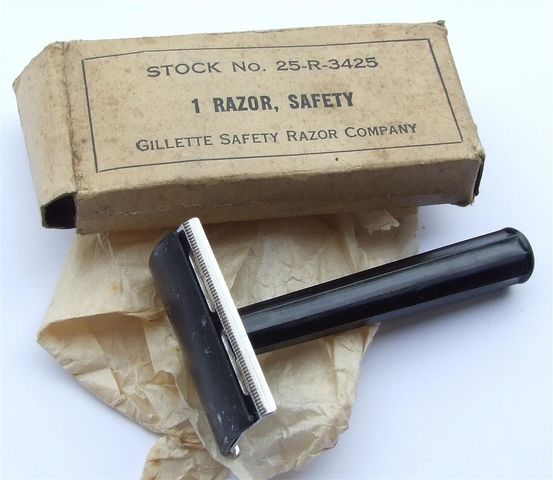 STOCK No. 25-R-3425
1 RAZOR, SAFETY
GILLETTE SAFETY RAZOR COMPANY